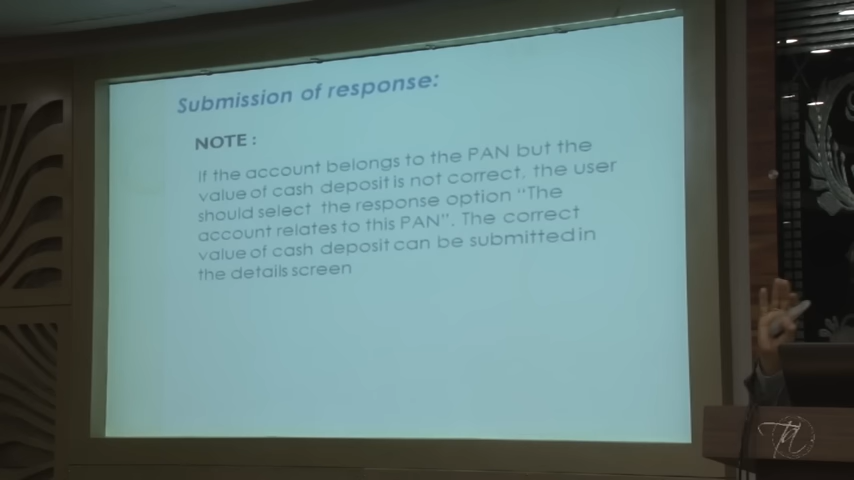 Submission of response:
NOTE :
If the account belongs to the PAN but the
value of cash deposit is not correct, the user
should select the response option "The
account relates to this PAN". The correct
value of cash deposit can be submitted in
the details screen